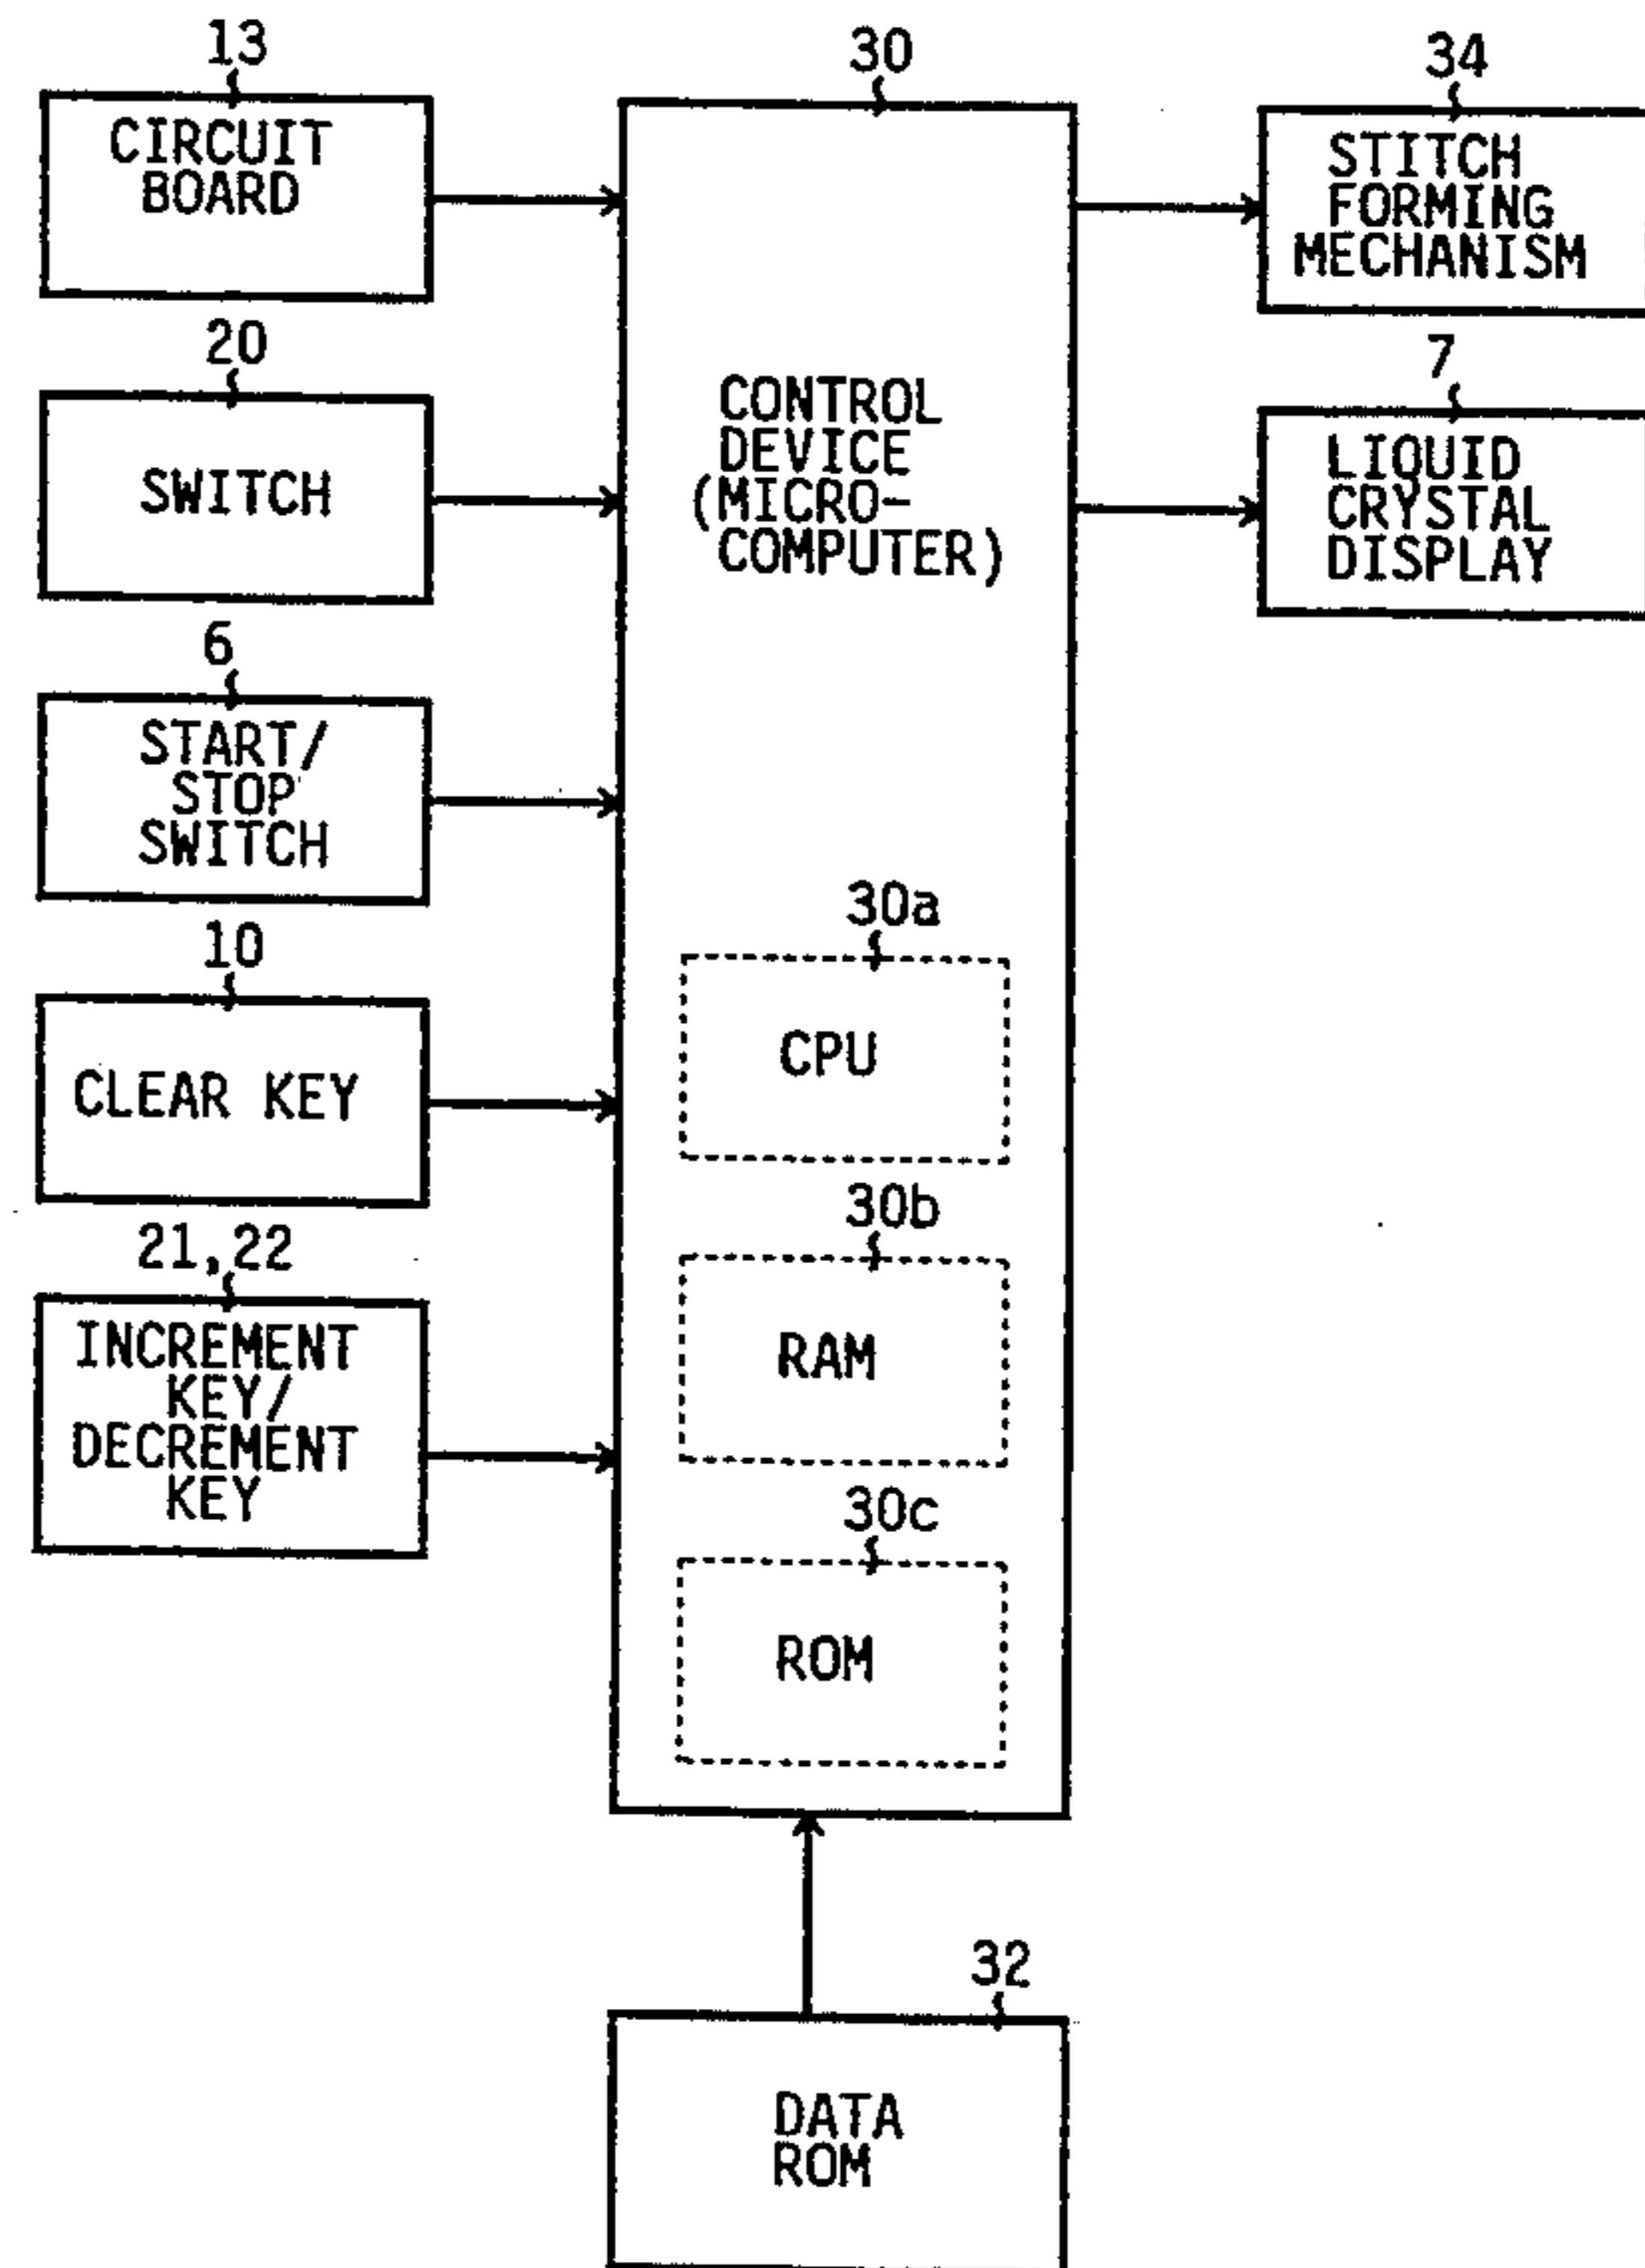 13
CIRCUIT
BOARD
20
SWITCH
6
START/
STOP
SWITCH
10
CLEAR KEY
21,22
INCREMENT
KEY/
DECREMENT
KEY
30
CONTROL
DEVICE
(MICRO-
COMPUTER)
30a
CPU
30b
RAM
30c
ROM
32
DATA
ROM
34
STITCH
FORMING
MECHANISM
7
LIQUID
CRYSTAL
DISPLAY